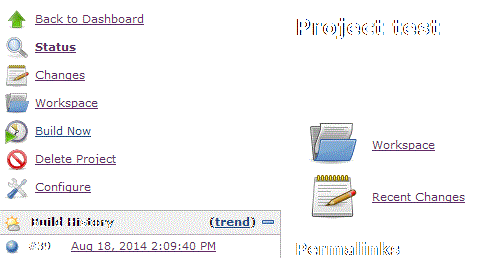 Back to Dashboard
Status
Changes
Workspace
Build Now
Delete Project
Configure
Build History (trend)
#39 Aug 18, 2014 2:09:40 PM
Project test
Workspace
Recent Changes
Permalinks